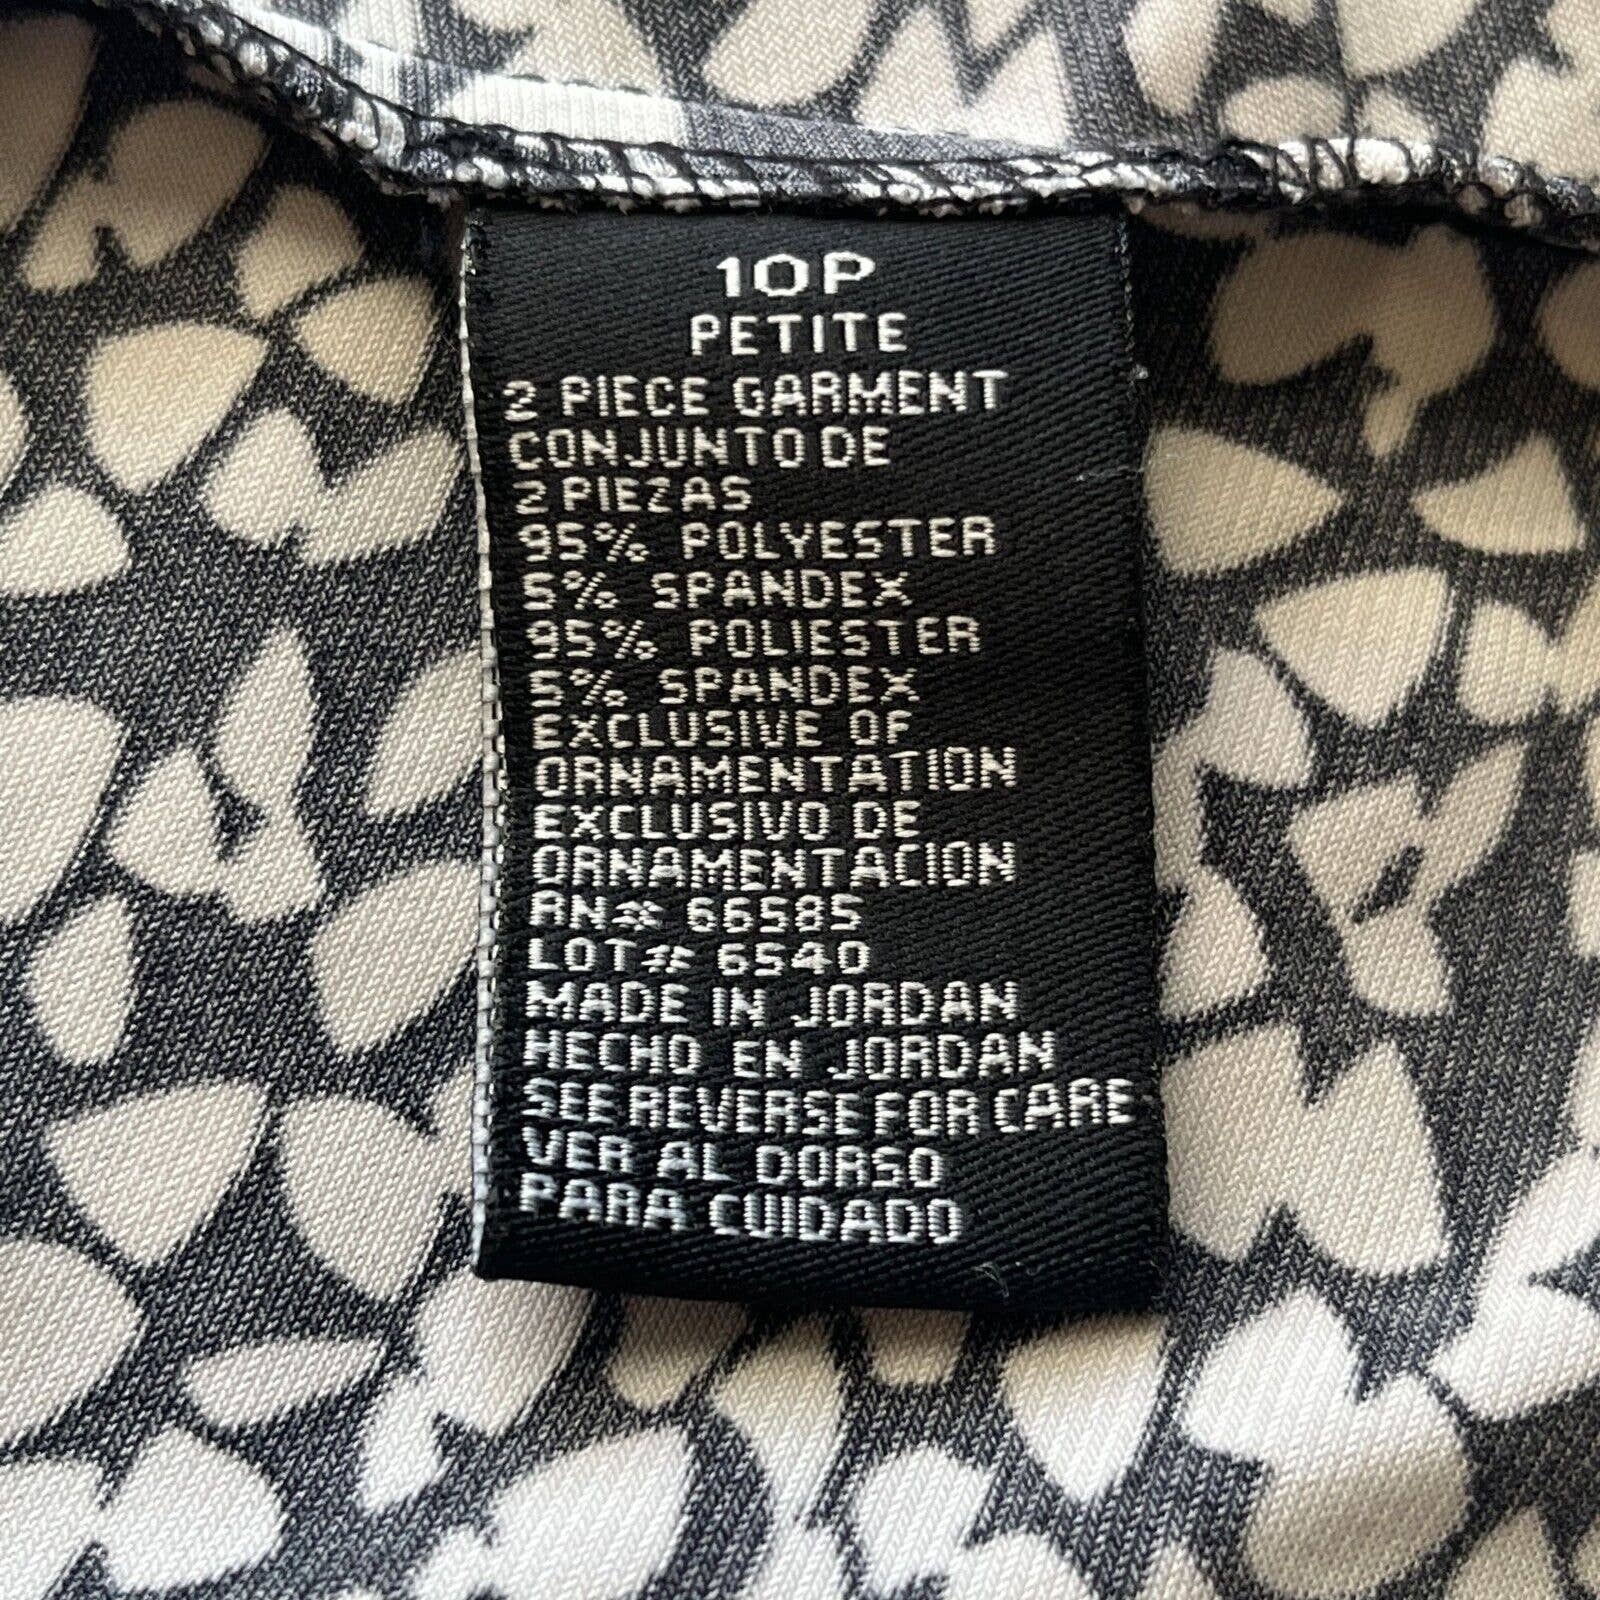 10P
PETITE
2 PIECE GARMENT
CONJUNTO DE
2 PIEZAS
95% POLYESTER
5% SPANDEX
95% POLIESTER
5% SPANDEX
EXCLUSIVE OF
ORNAMENTATION
EXCLUSIVO DE
ORNAMENTACION
RN# 66585
LOT# 6540
MADE IN JORDAN
HECHO EN JORDAN
SEE REVERSE FOR CARE
VER AL DORSO
PARA CUIDADO